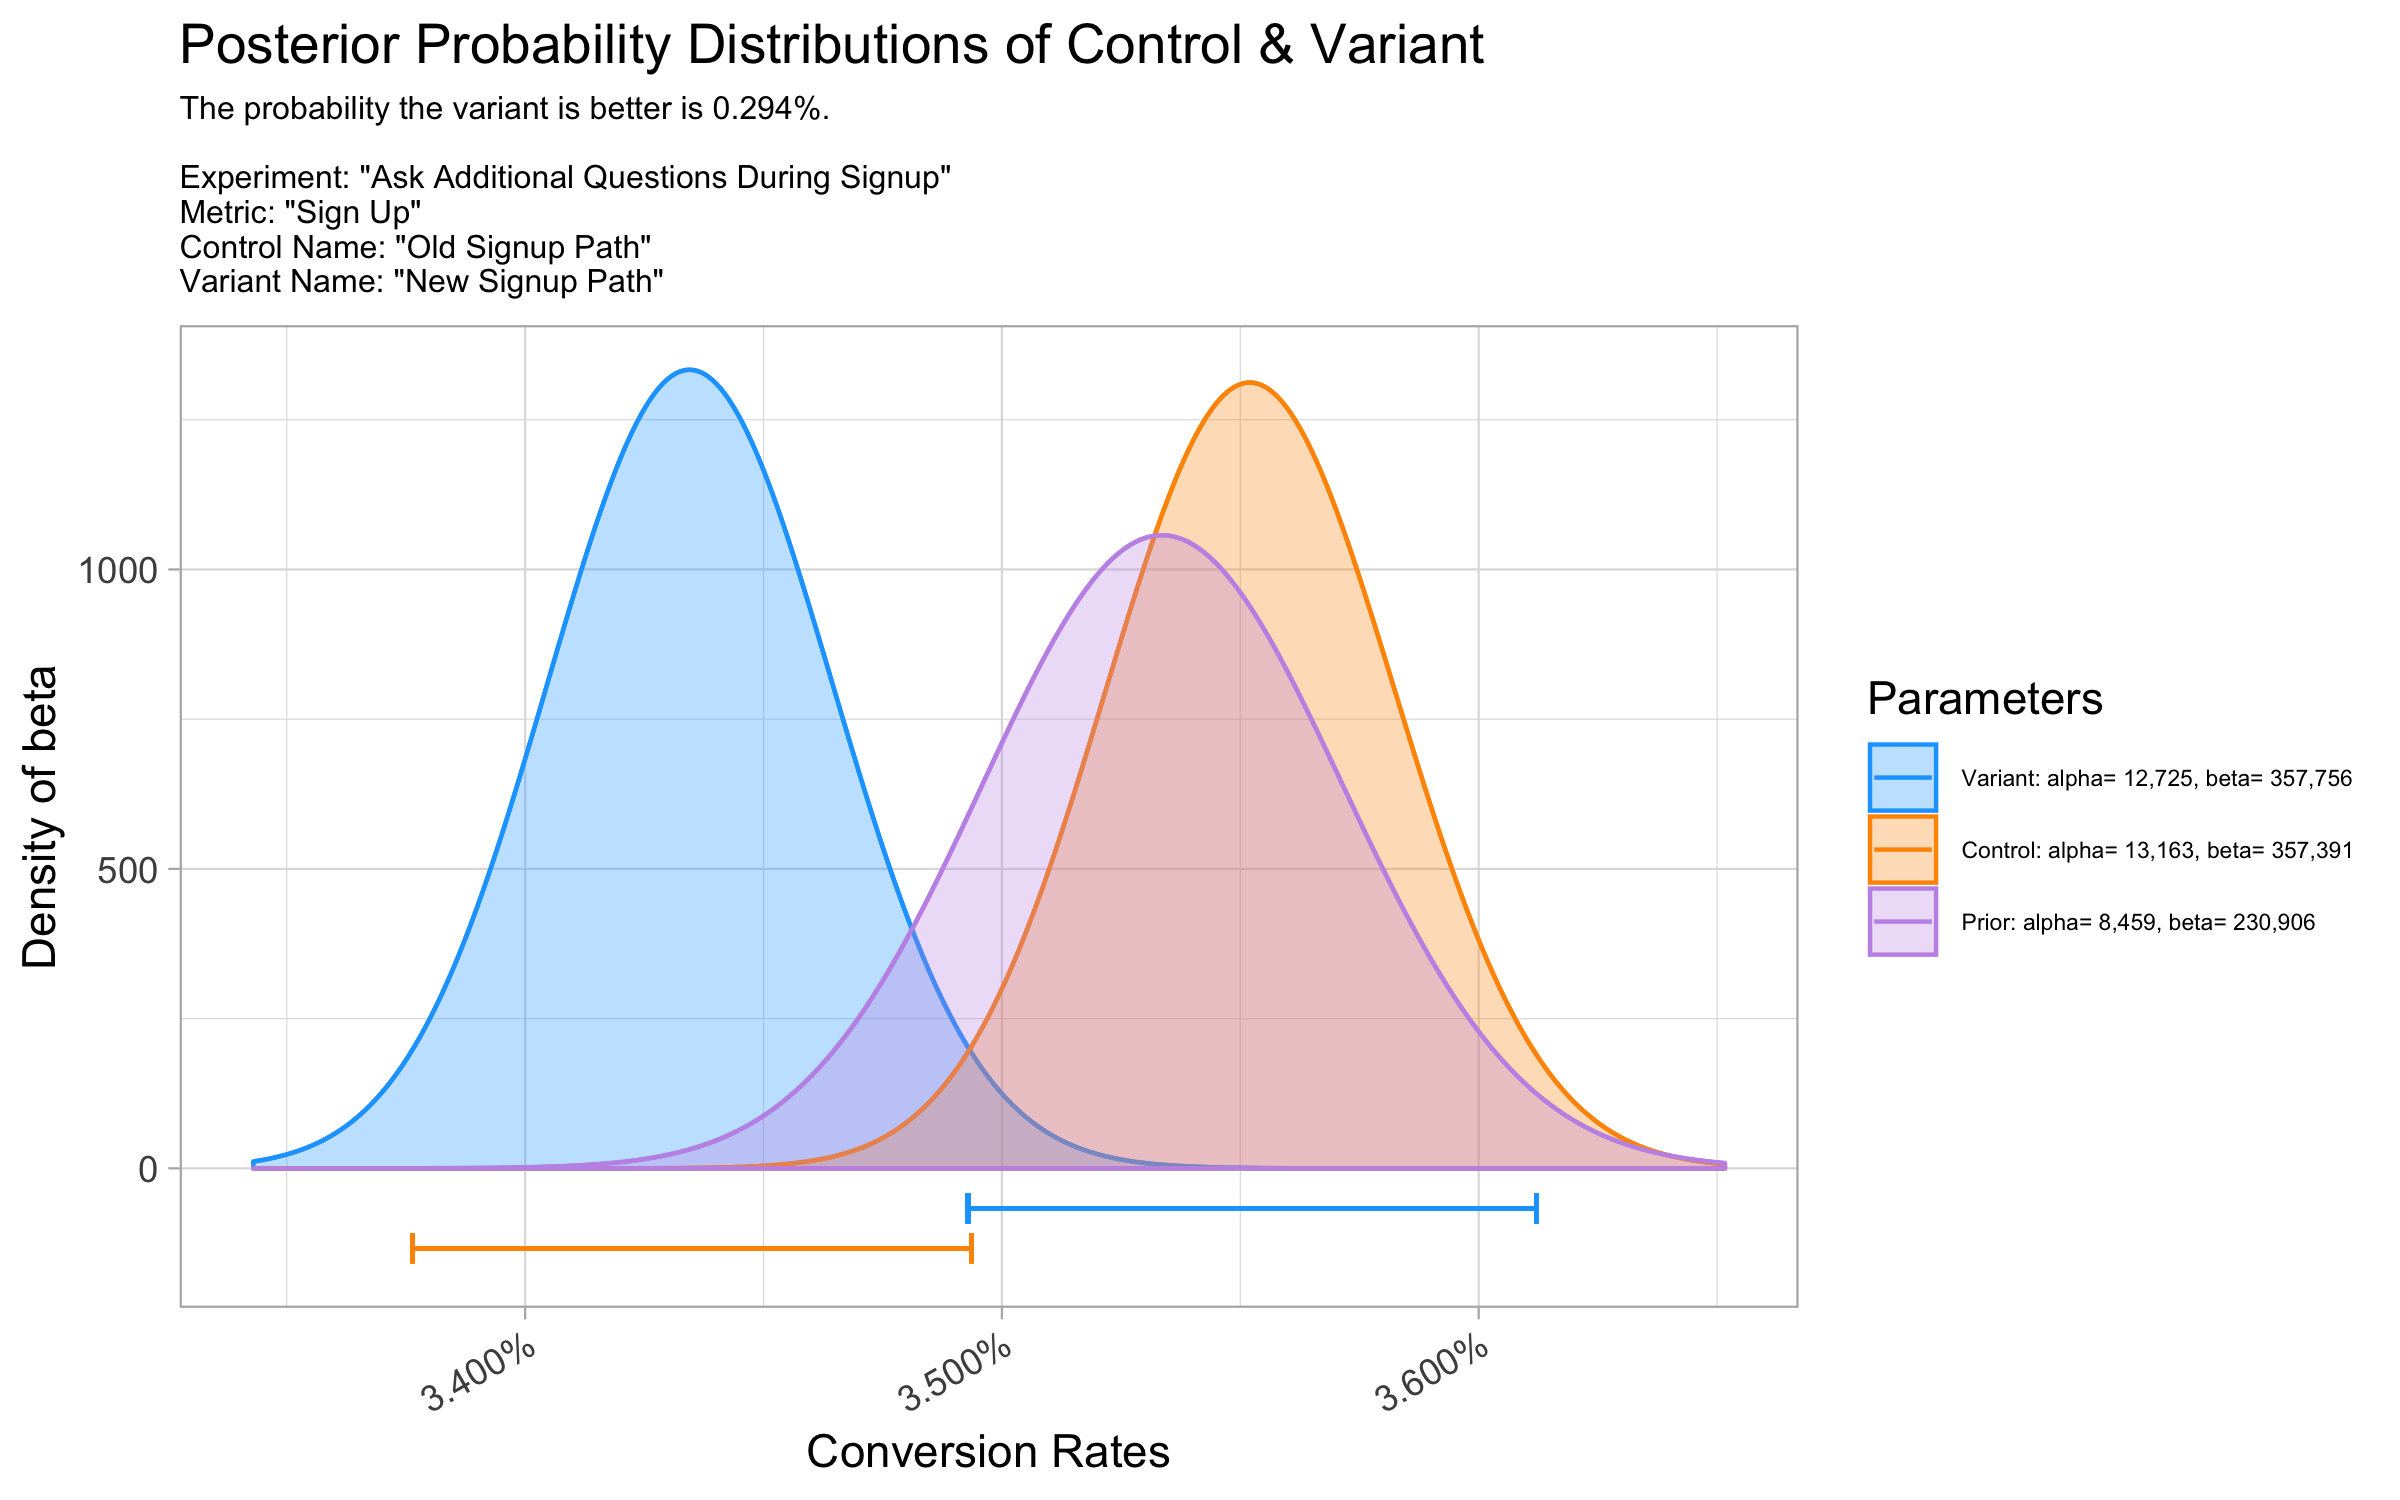 Posterior Probability Distributions of Control & Variant
The probability the variant is better is 0.294%.
Experiment: "Ask Additional Questions During Signup"
Metric: "Sign Up"
Control Name: "Old Signup Path"
Variant Name: "New Signup Path"
Density of beta
1000
500
0
3.400%
3.500%
3.600%
Conversion Rates
Parameters
Variant: alpha= 12,725, beta= 357,756
Control: alpha= 13,163, beta= 357,391
Prior: alpha= 8,459, beta= 230,906